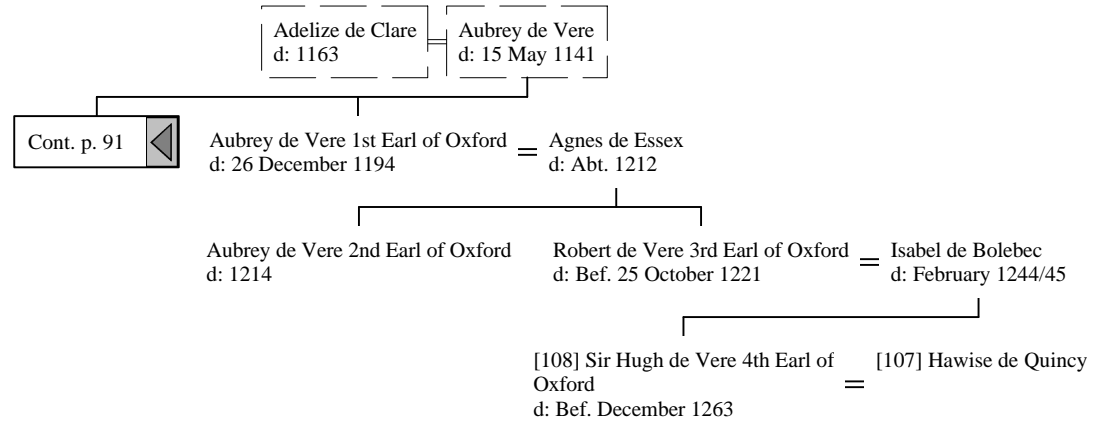 Adelize de Clare
d: 1163
Aubrey de Vere
d: 15 May 1141
Cont. p. 91
Aubrey de Vere 1st Earl of Oxford
d: 26 December 1194
=
Agnes de Essex
d: Abt. 1212
Aubrey de Vere 2nd Earl of Oxford
d: 1214
Robert de Vere 3rd Earl of Oxford
d: Bef. 25 October 1221
=
Isabel de Bolebec
d: February 1244/45
[108] Sir Hugh de Vere 4th Earl of
Oxford
d: Bef. December 1263
=
[107] Hawise de Quincy